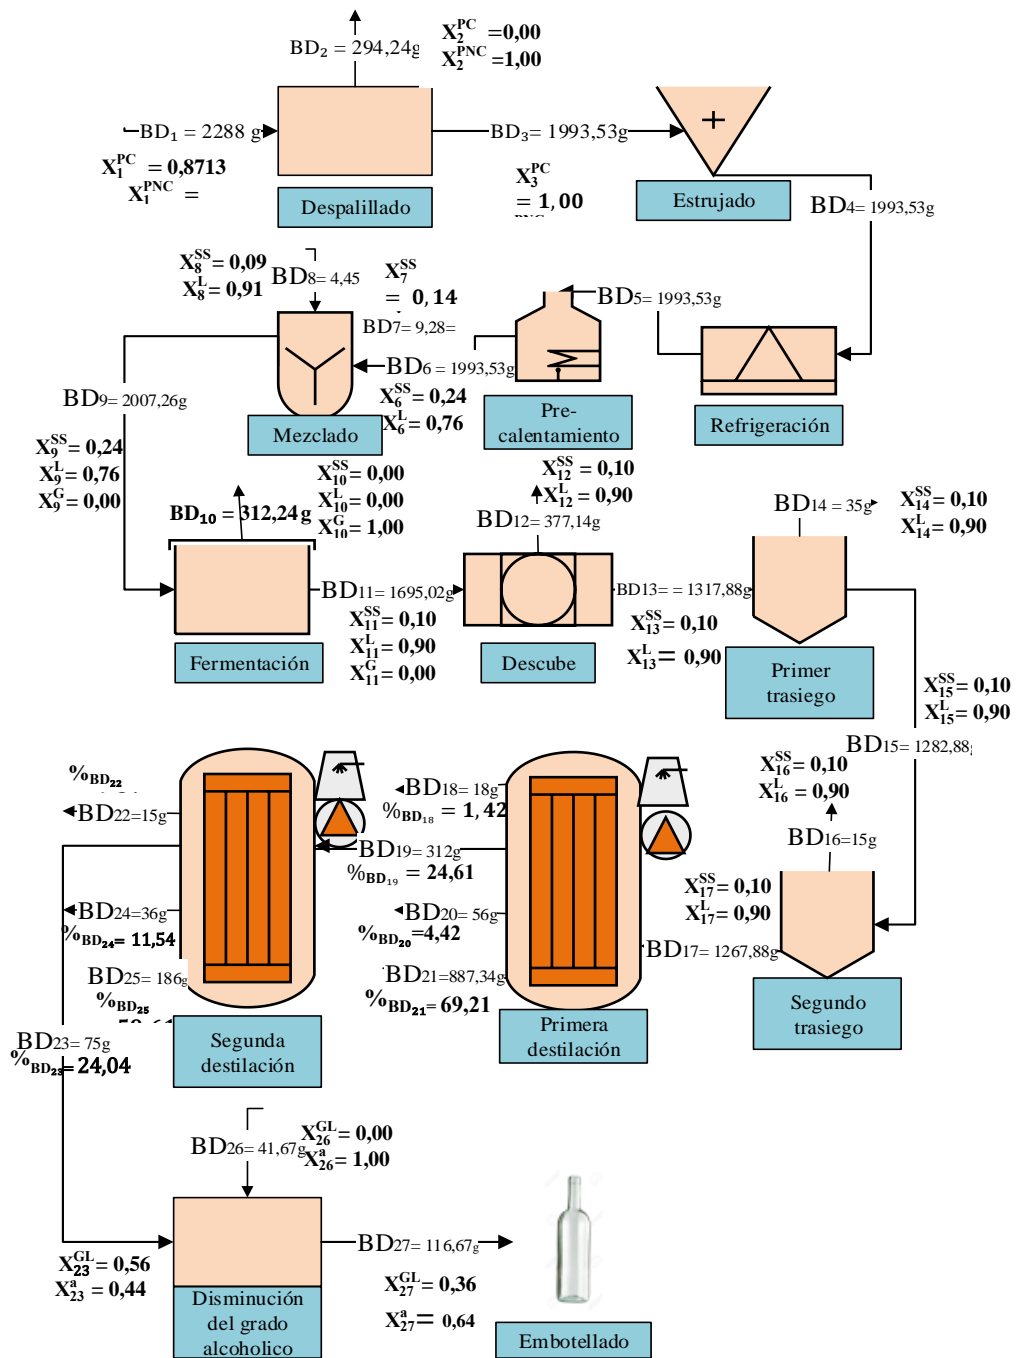 BD₂ = 294,24g
X₂^PC =0,00
X₂^PNC =1,00
BD₁ = 2288 g
BD₃= 1993,53g
X₁^PC = 0,8713
X₁^PNC =
X₃^PC
= 1,00
Despalillado
Estrujado
BD4= 1993,53g
X₈^SS = 0,09
X₈^L = 0,91
BD8= 4,45
X₇^SS
= 0,14
BD5= 1993,53g
BD7= 9,28=
BD6 = 1993,53g
BD9= 2007,26g
X₆^SS = 0,24
X₆^L = 0,76
Mezclado
Pre-
calentamiento
Refrigeración
X₉^SS = 0,24
X₉^L = 0,76
X₉^G = 0,00
X₁₀^SS = 0,00
X₁₀^L = 0,00
X₁₀^G = 1,00
X₁₂^SS = 0,10
X₁₂^L = 0,90
BD₁₀ = 312,24g
BD12= 377,14g
BD14 = 35g
X₁₄^SS = 0,10
X₁₄^L = 0,90
BD11= 1695,02g
BD13= = 1317,88g
X₁₁^SS = 0,10
X₁₁^L = 0,90
X₁₁^G = 0,00
X₁₃^SS = 0,10
X₁₃^L = 0,90
Fermentación
Descube
Primer
trasiego
X₁₅^SS = 0,10
X₁₅^L = 0,90
BD15= 1282,88g
X₁₆^SS = 0,10
X₁₆^L = 0,90
%BD₂₂
BD22= 15g
BD18= 18g
%BD₁₈ = 1,42
BD19= 312g
%BD₁₉ = 24,61
BD16=15g
X₁₇^SS = 0,10
X₁₇^L = 0,90
BD24=36g
%BD₂₄= 11,54
BD20= 56g
%BD₂₀=4,42
BD17= 1267,88g
BD25= 186g
%BD₂₅
BD21=887,34g
%BD₂₁= 69,21
BD23= 75g
%BD₂₃= 24,04
Segunda
destilación
Primera
destilación
Segundo
trasiego
BD26= 41,67g
X₂₆^GL = 0,00
X₂₆^a = 1,00
BD27= 116,67g
X₂₃^GL = 0,56
X₂₃^a = 0,44
X₂₇^GL = 0,36
X₂₇^a = 0,64
Disminución
del grado
alcoholico
Embotellado